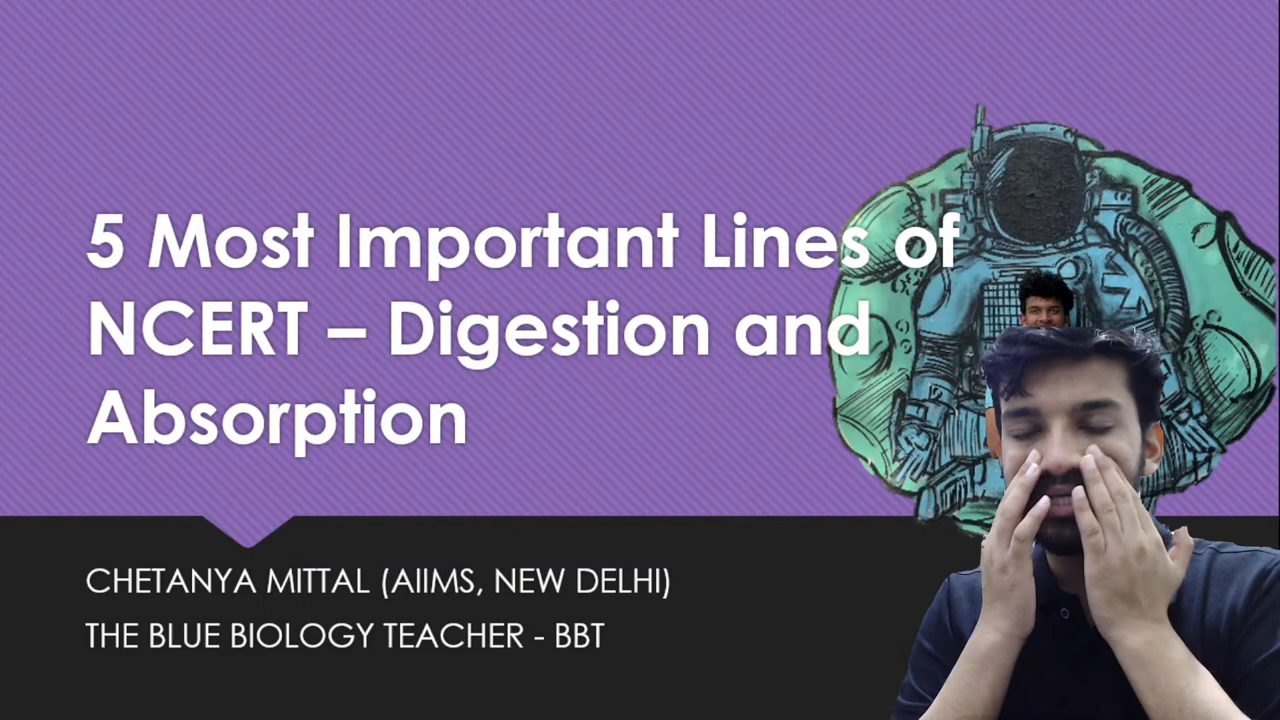 5 Most Important Lines of
NCERT – Digestion and
Absorption
CHETANYA MITTAL (AIIMS, NEW DELHI)
THE BLUE BIOLOGY TEACHER - BBT